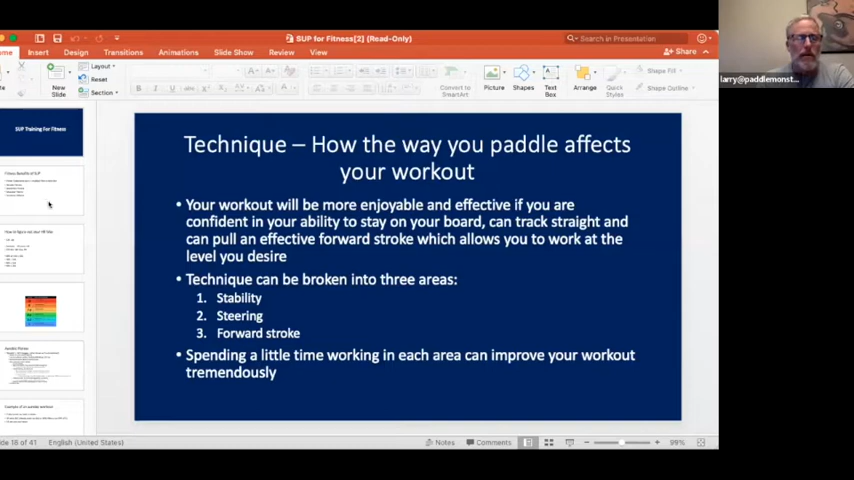 SUP for Fitness[2] (Read-Only)
Search in Presentation
Insert
Design
Transitions
Animations
Slide Show
Review
View
Share
New
Slide
Layout
Reset
Section
Convert to
SmartArt
Picture
Shapes
Text
Box
Arrange
Quick
Styles
Shape Fill
Shape Outline
larry@paddlemonst...
SUP Training For Fitness
Fitness Benefits of SUP
Technique – How the way you paddle affects
your workout
• Your workout will be more enjoyable and effective if you are
confident in your ability to stay on your board, can track straight and
can pull an effective forward stroke which allows you to work at the
level you desire
• Technique can be broken into three areas:
1. Stability
2. Steering
3. Forward stroke
• Spending a little time working in each area can improve your workout
tremendously
18 of 41
English (United States)
Notes
Comments
99%